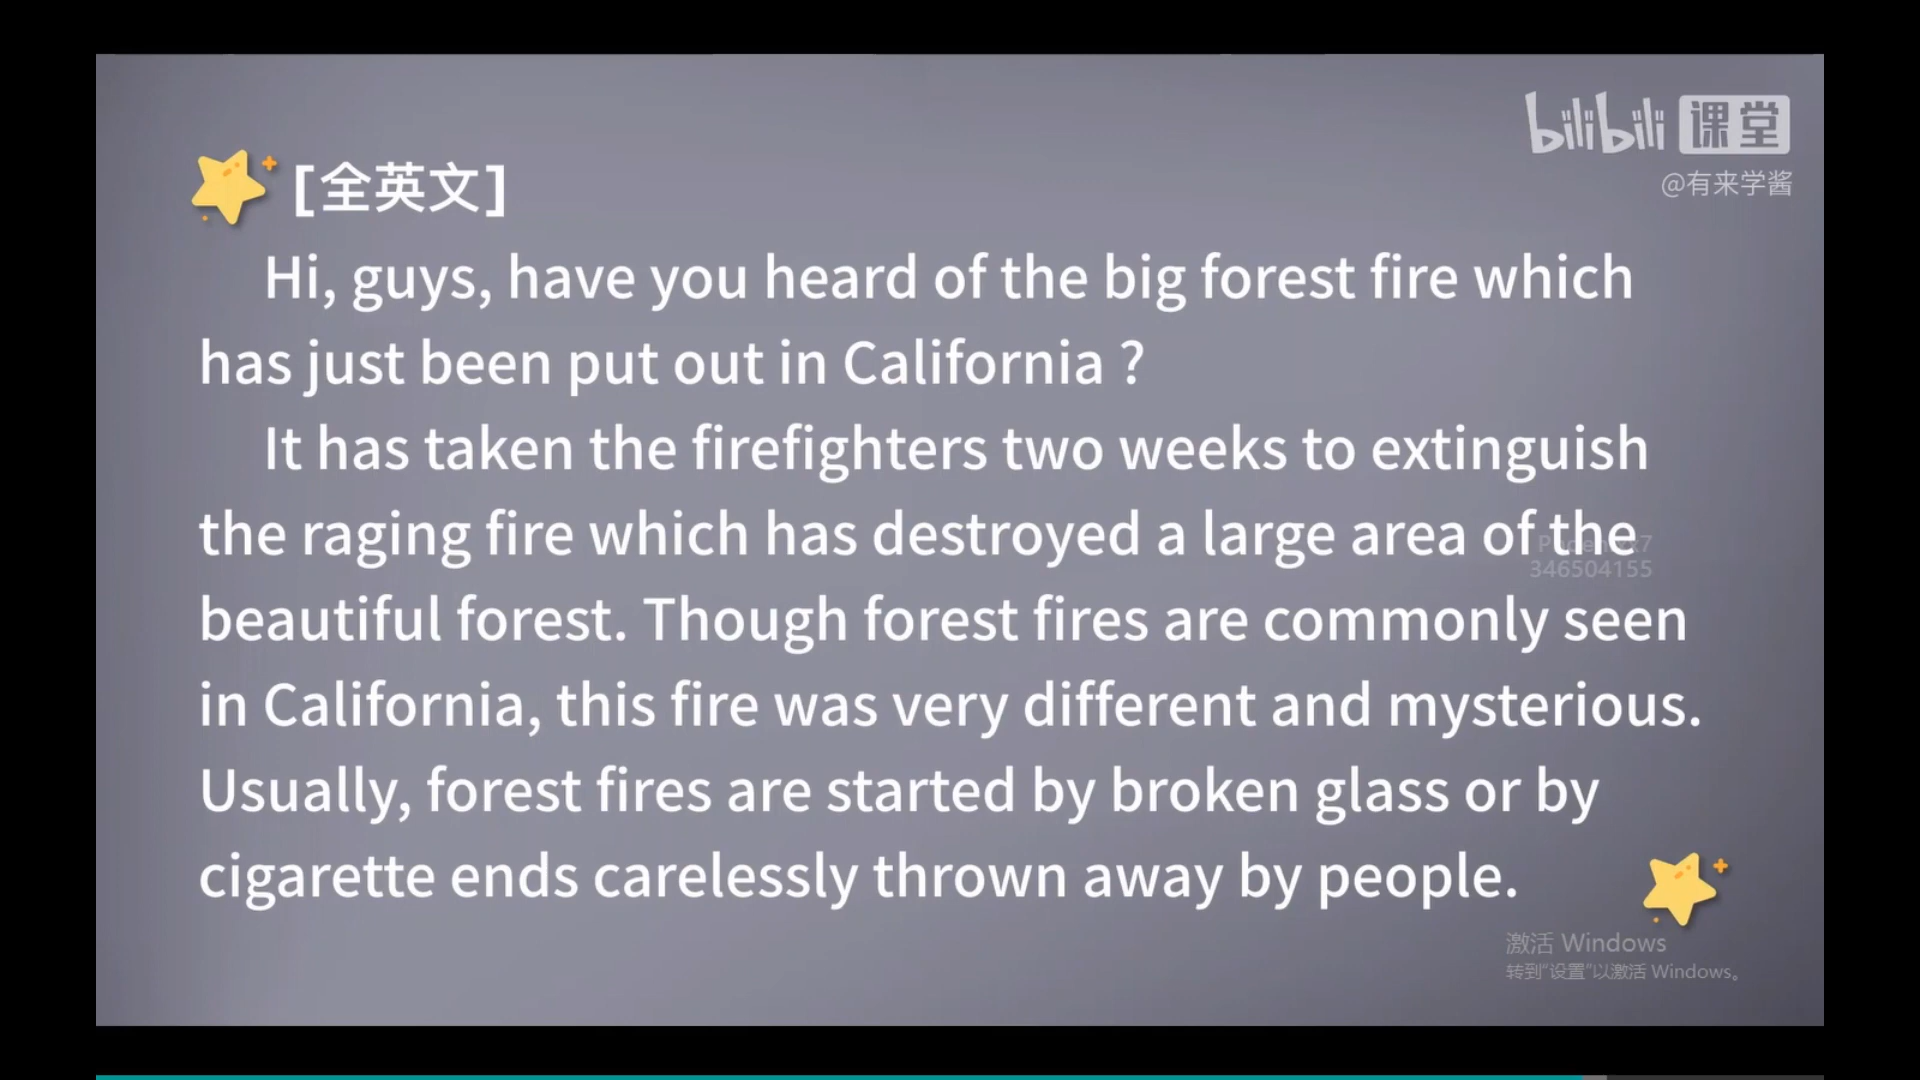 bilibili 课堂
@有来学酱
[全英文]
Hi, guys, have you heard of the big forest fire which
has just been put out in California ?
It has taken the firefighters two weeks to extinguish
the raging fire which has destroyed a large area of the
beautiful forest. Though forest fires are commonly seen
in California, this fire was very different and mysterious.
Usually, forest fires are started by broken glass or by
cigarette ends carelessly thrown away by people.
346504155
激活 Windows
转到“设置”以激活 Windows。